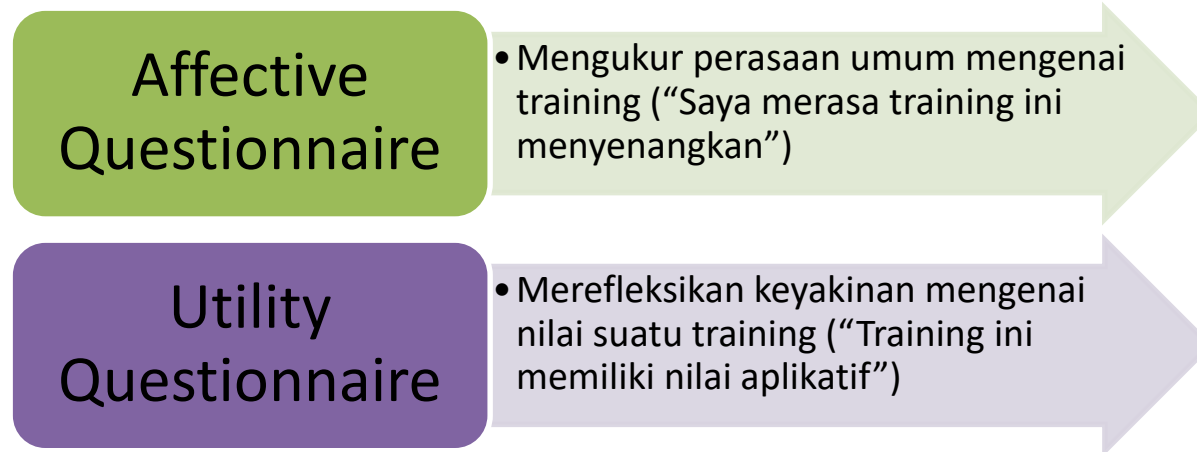 Affective
Questionnaire
•Mengukur perasaan umum mengenai
training (“Saya merasa training ini
menyenangkan”)
Utility
Questionnaire
•Merefleksikan keyakinan mengenai
nilai suatu training (“Training ini
memiliki nilai aplikatif”)